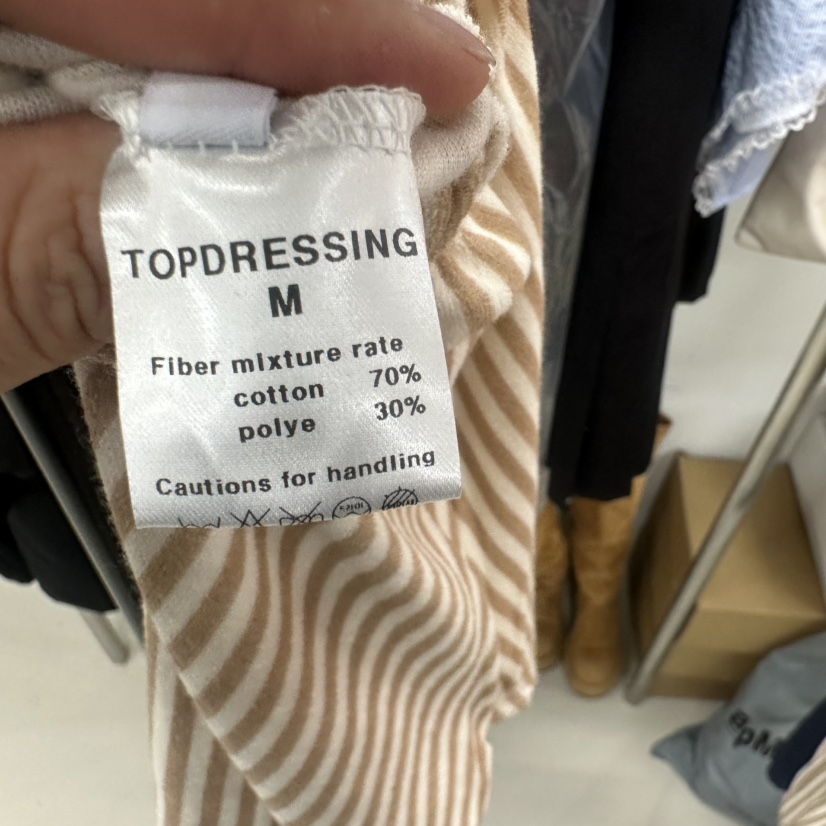 TOPDRESSING
M
Fiber mixture rate
cotton 70%
polye 30%
Cautions for handling